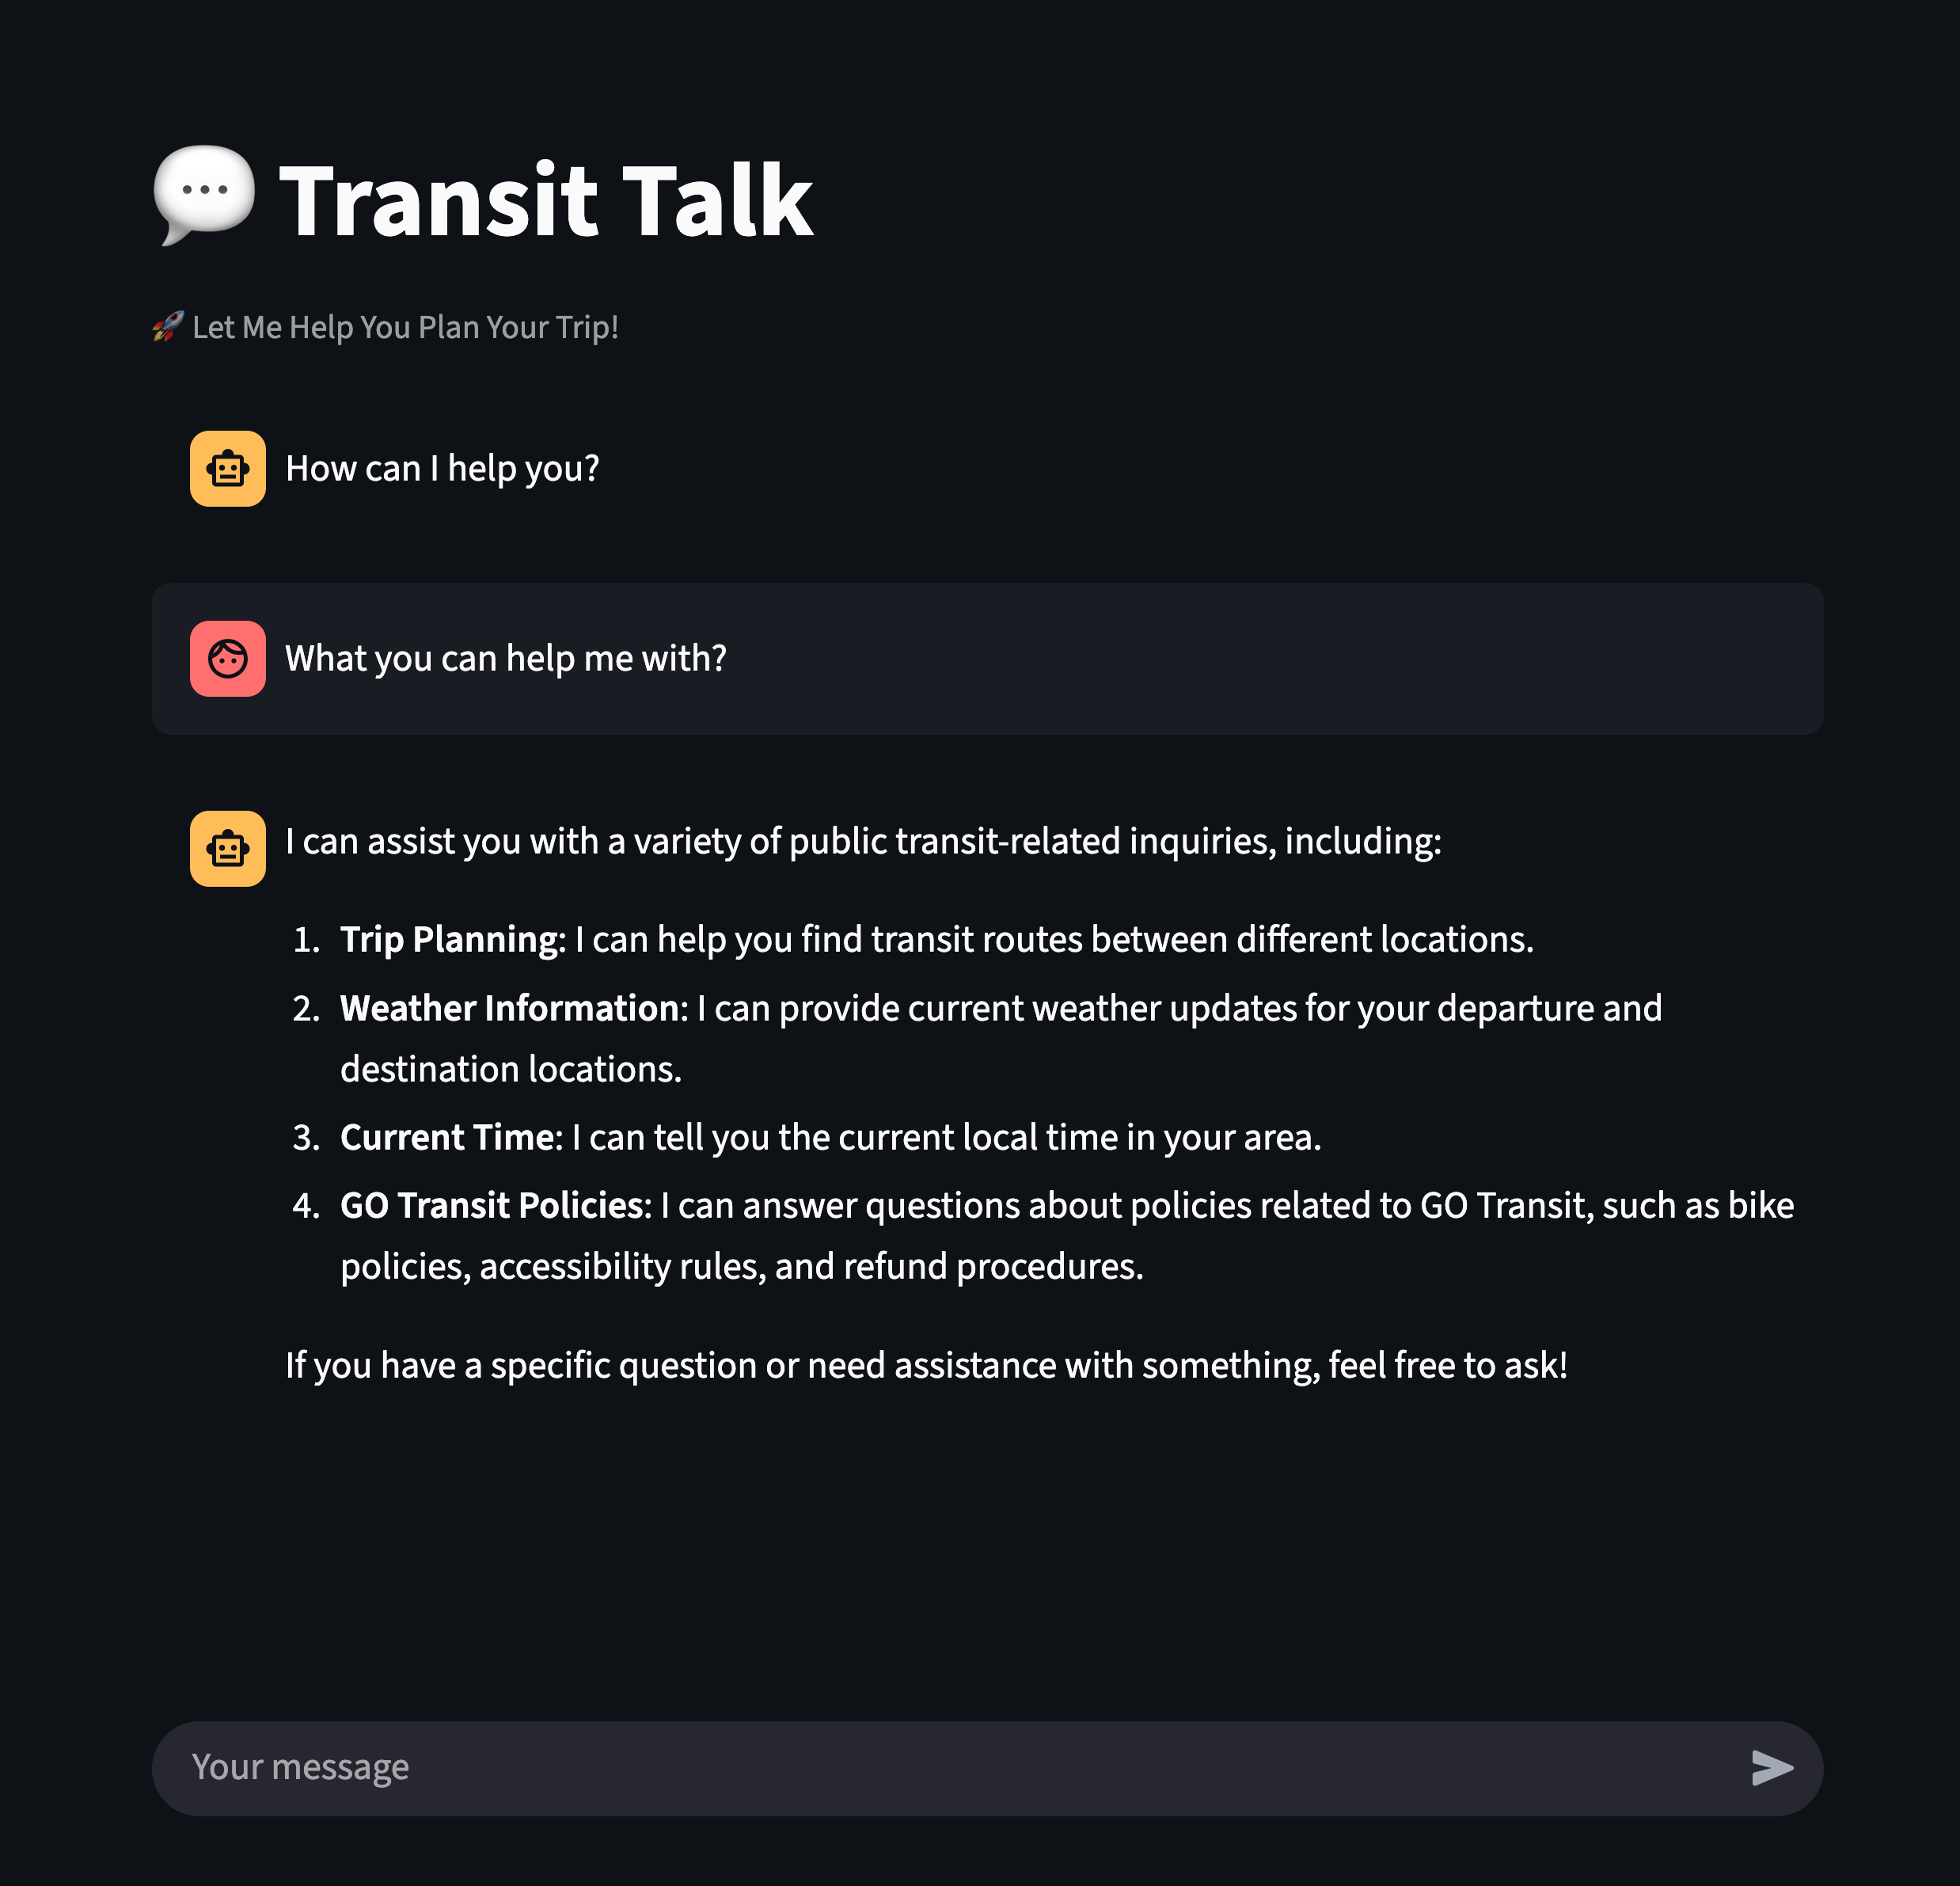 💬 Transit Talk
🚀 Let Me Help You Plan Your Trip!
How can I help you?
What you can help me with?
I can assist you with a variety of public transit-related inquiries, including:
1. Trip Planning: I can help you find transit routes between different locations.
2. Weather Information: I can provide current weather updates for your departure and
destination locations.
3. Current Time: I can tell you the current local time in your area.
4. GO Transit Policies: I can answer questions about policies related to GO Transit, such as bike
policies, accessibility rules, and refund procedures.
If you have a specific question or need assistance with something, feel free to ask!
Your message